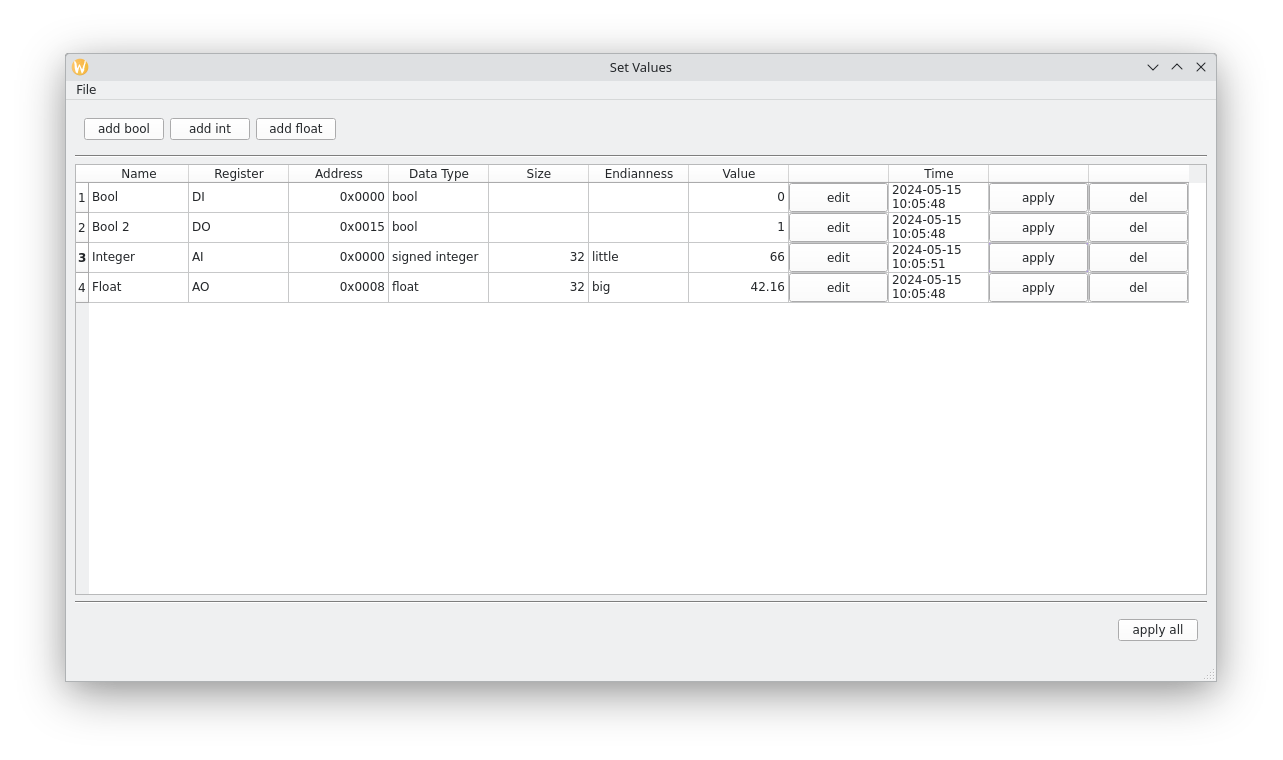 Set Values
File
add bool add int add float
Name Register Address Data Type Size Endianness Value Time
1 Bool DI 0x0000 bool 0 edit 2024-05-15 10:05:48 apply del
2 Bool 2 DO 0x0015 bool 1 edit 2024-05-15 10:05:48 apply del
3 Integer AI 0x0000 signed integer 32 little 66 edit 2024-05-15 10:05:51 apply del
4 Float AO 0x0008 float 32 big 42.16 edit 2024-05-15 10:05:48 apply del
apply all